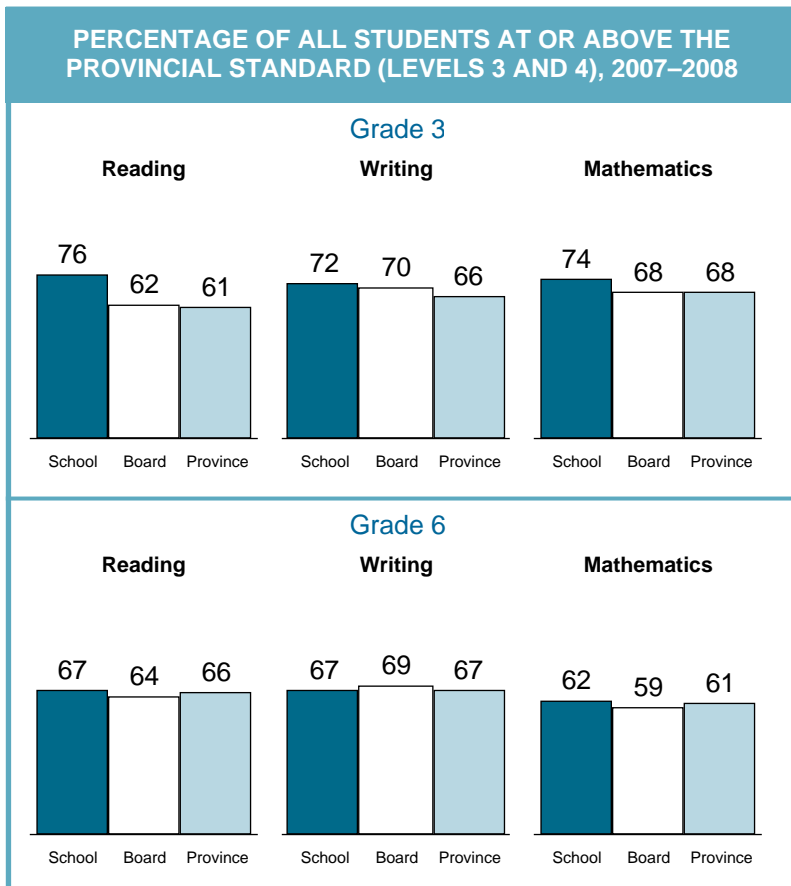 PERCENTAGE OF ALL STUDENTS AT OR ABOVE THE
PROVINCIAL STANDARD (LEVELS 3 AND 4), 2007–2008
Grade 3
Reading Writing Mathematics
76 62 61 72 70 66 74 68 68
School Board Province School Board Province School Board Province
Grade 6
Reading Writing Mathematics
67 64 66 67 69 67 62 59 61
School Board Province School Board Province School Board Province